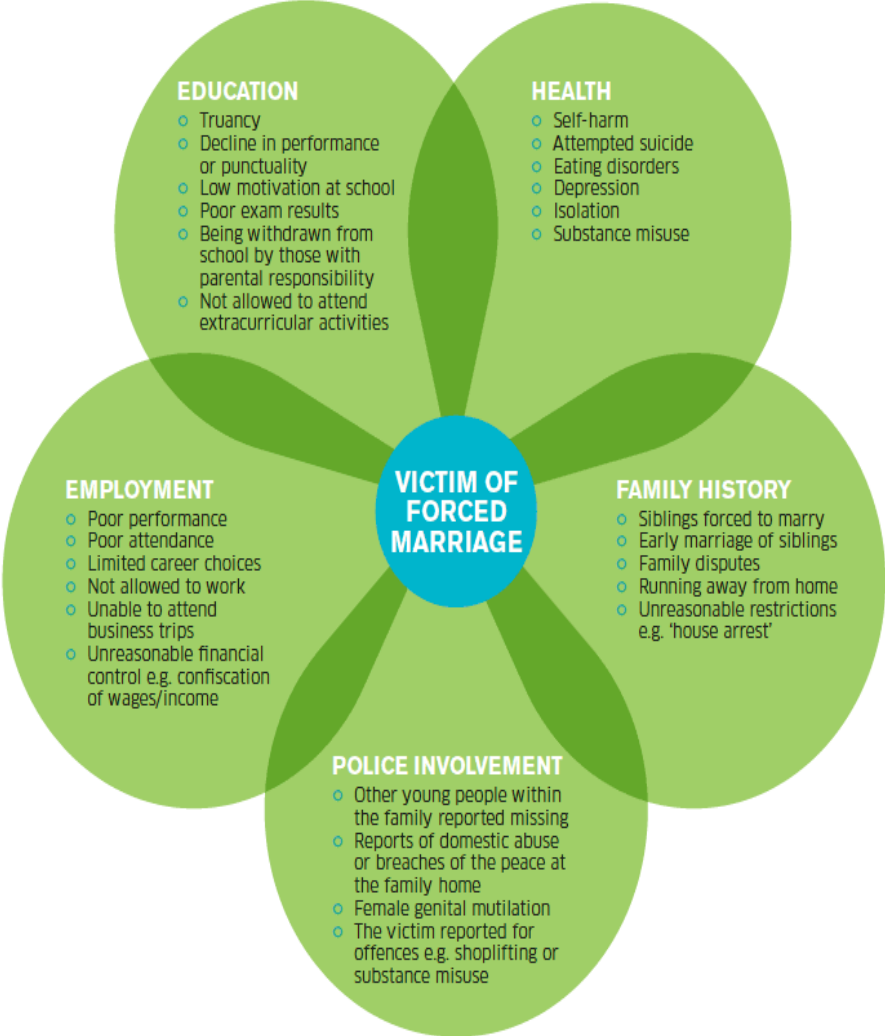 EDUCATION
Truancy
Decline in performance
or punctuality
Low motivation at school
Poor exam results
Being withdrawn from
school by those with
parental responsibility
Not allowed to attend
extracurricular activities
HEALTH
Self-harm
Attempted suicide
Eating disorders
Depression
Isolation
Substance misuse
VICTIM OF
FORCED
MARRIAGE
EMPLOYMENT
Poor performance
Poor attendance
Limited career choices
Not allowed to work
Unable to attend
business trips
Unreasonable financial
control e.g. confiscation
of wages/income
FAMILY HISTORY
Siblings forced to marry
Early marriage of siblings
Family disputes
Running away from home
Unreasonable restrictions
e.g. ‘house arrest’
POLICE INVOLVEMENT
Other young people within
the family reported missing
Reports of domestic abuse
or breaches of the peace at
the family home
Female genital mutilation
The victim reported for
offences e.g. shoplifting or
substance misuse